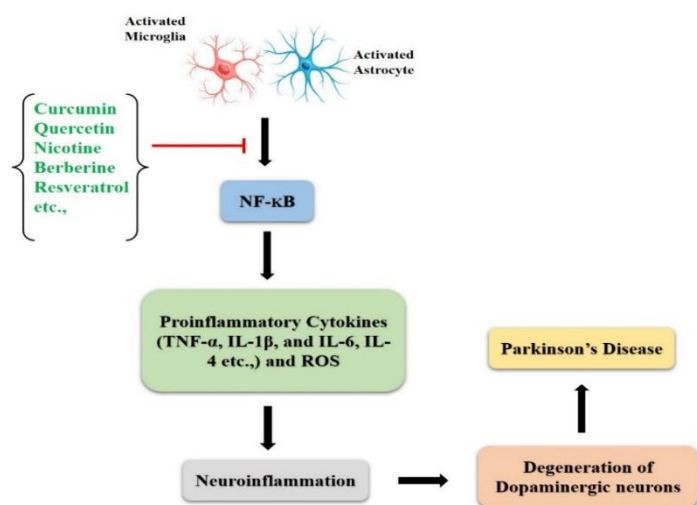 Activated
Microglia
Activated
Astrocyte
Curcumin
Quercetin
Nicotine
Berberine
Resveratrol
etc.,
NF-κB
Proinflammatory Cytokines
(TNF-α, IL-1β, and IL-6, IL-
4 etc.,) and ROS
Parkinson’s Disease
Neuroinflammation
Degeneration of
Dopaminergic neurons